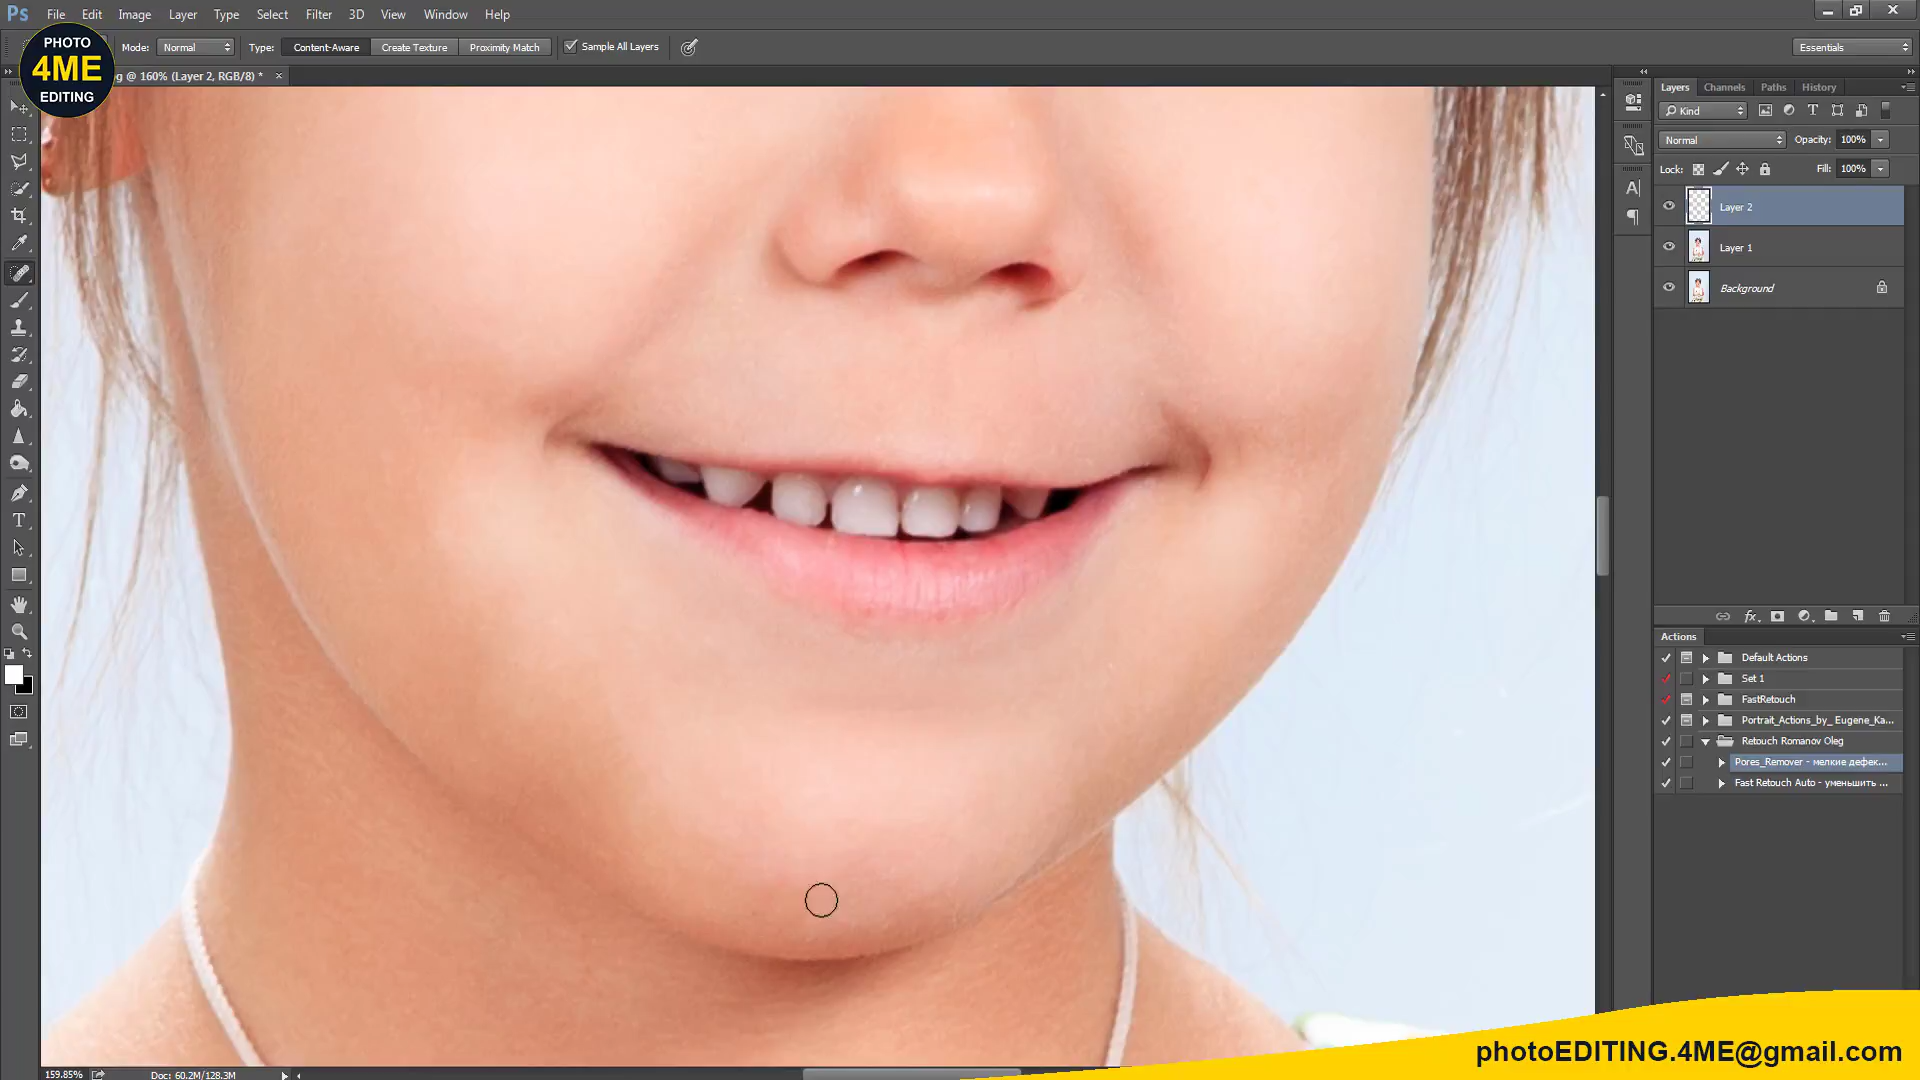 Ps File Edit Image Layer Type Select Filter 3D View Window Help
PHOTO
4ME
EDITING
Mode: Normal Type: Content-Aware Create Texture Proximity Match Sample All Layers Essentials
g @ 160% (Layer 2, RGB/8) * ×
Layers Channels Paths History
Kind
Normal Opacity: 100%
Lock: Fill: 100%
Layer 2
Layer 1
Background
Actions
Default Actions
Set 1
FastRetouch
Portrait_Actions_by_ Eugene_Ka...
Retouch Romanov Oleg
Pores_Remover - мелкие дефек...
Fast Retouch Auto - уменьшить ...
photoEDITING.4ME@gmail.com
159.85% Doc: 60.2M/128.3M